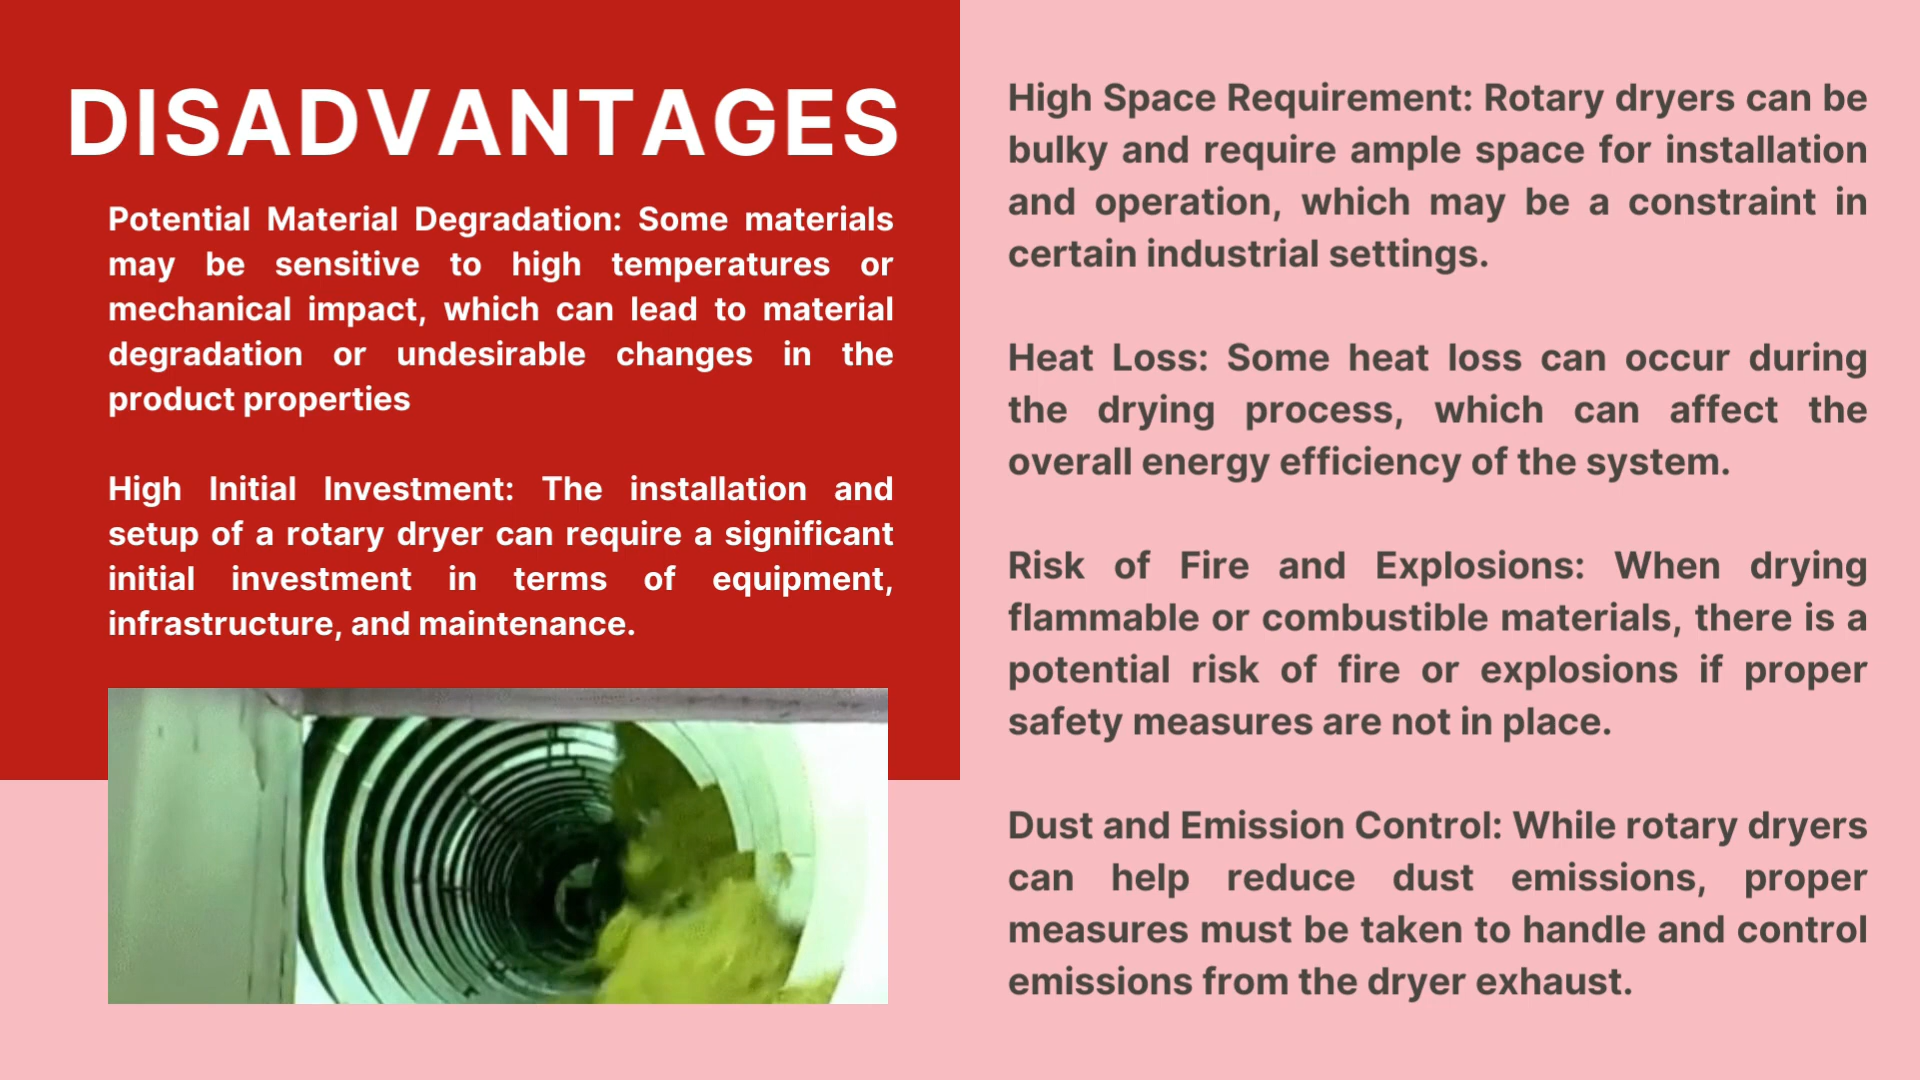 DISADVANTAGES
Potential Material Degradation: Some materials
may be sensitive to high temperatures or
mechanical impact, which can lead to material
degradation or undesirable changes in the
product properties
High Initial Investment: The installation and
setup of a rotary dryer can require a significant
initial investment in terms of equipment,
infrastructure, and maintenance.
High Space Requirement: Rotary dryers can be
bulky and require ample space for installation
and operation, which may be a constraint in
certain industrial settings.
Heat Loss: Some heat loss can occur during
the drying process, which can affect the
overall energy efficiency of the system.
Risk of Fire and Explosions: When drying
flammable or combustible materials, there is a
potential risk of fire or explosions if proper
safety measures are not in place.
Dust and Emission Control: While rotary dryers
can help reduce dust emissions, proper
measures must be taken to handle and control
emissions from the dryer exhaust.